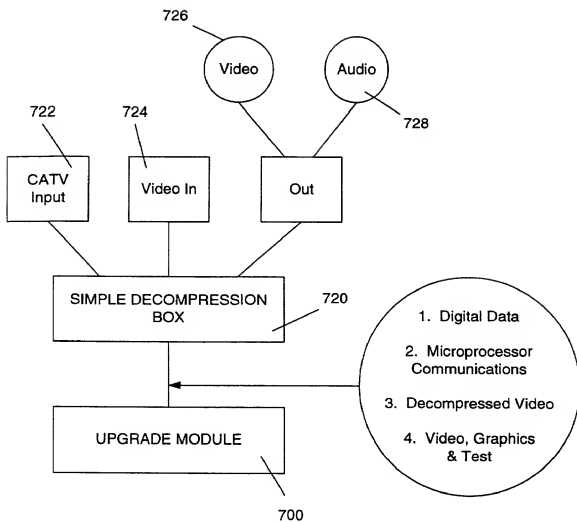 726
Video
Audio
728
722
724
CATV
Input
Video In
Out
SIMPLE DECOMPRESSION
BOX
720
1. Digital Data
2. Microprocessor
Communications
3. Decompressed Video
4. Video, Graphics
& Test
UPGRADE MODULE
700